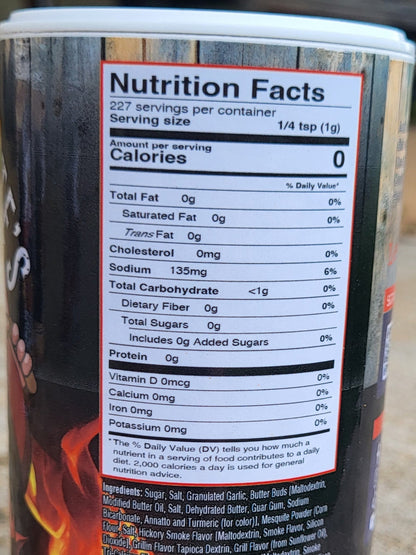 Nutrition Facts
227 servings per container
Serving size 1/4 tsp (1g)
Amount per serving
Calories 0
% Daily Value*
Total Fat 0g 0%
Saturated Fat 0g 0%
Trans Fat 0g
Cholesterol 0mg 0%
Sodium 135mg 6%
Total Carbohydrate <1g 0%
Dietary Fiber 0g 0%
Total Sugars 0g
Includes 0g Added Sugars 0%
Protein 0g
Vitamin D 0mcg 0%
Calcium 0mg 0%
Iron 0mg 0%
Potassium 0mg 0%
*The % Daily Value (DV) tells you how much a
nutrient in a serving of food contributes to a daily
diet. 2,000 calories a day is used for general
nutrition advice.
Ingredients: Sugar, Salt, Granulated Garlic, Butter Buds [Maltodextrin,
Modified Butter Oil, Salt, Dehydrated Butter, Guar Gum, Sodium
Bicarbonate, Annatto and Turmeric (for color)], Mesquite Powder (Corn
Flour, Salt, Hickory Smoke Flavor [Maltodextrin, Smoke Flavor, Silicon
Dioxide], Grillin Flavor Tapioca Dextrin, Grill Flavor (from Sunflower Oil),